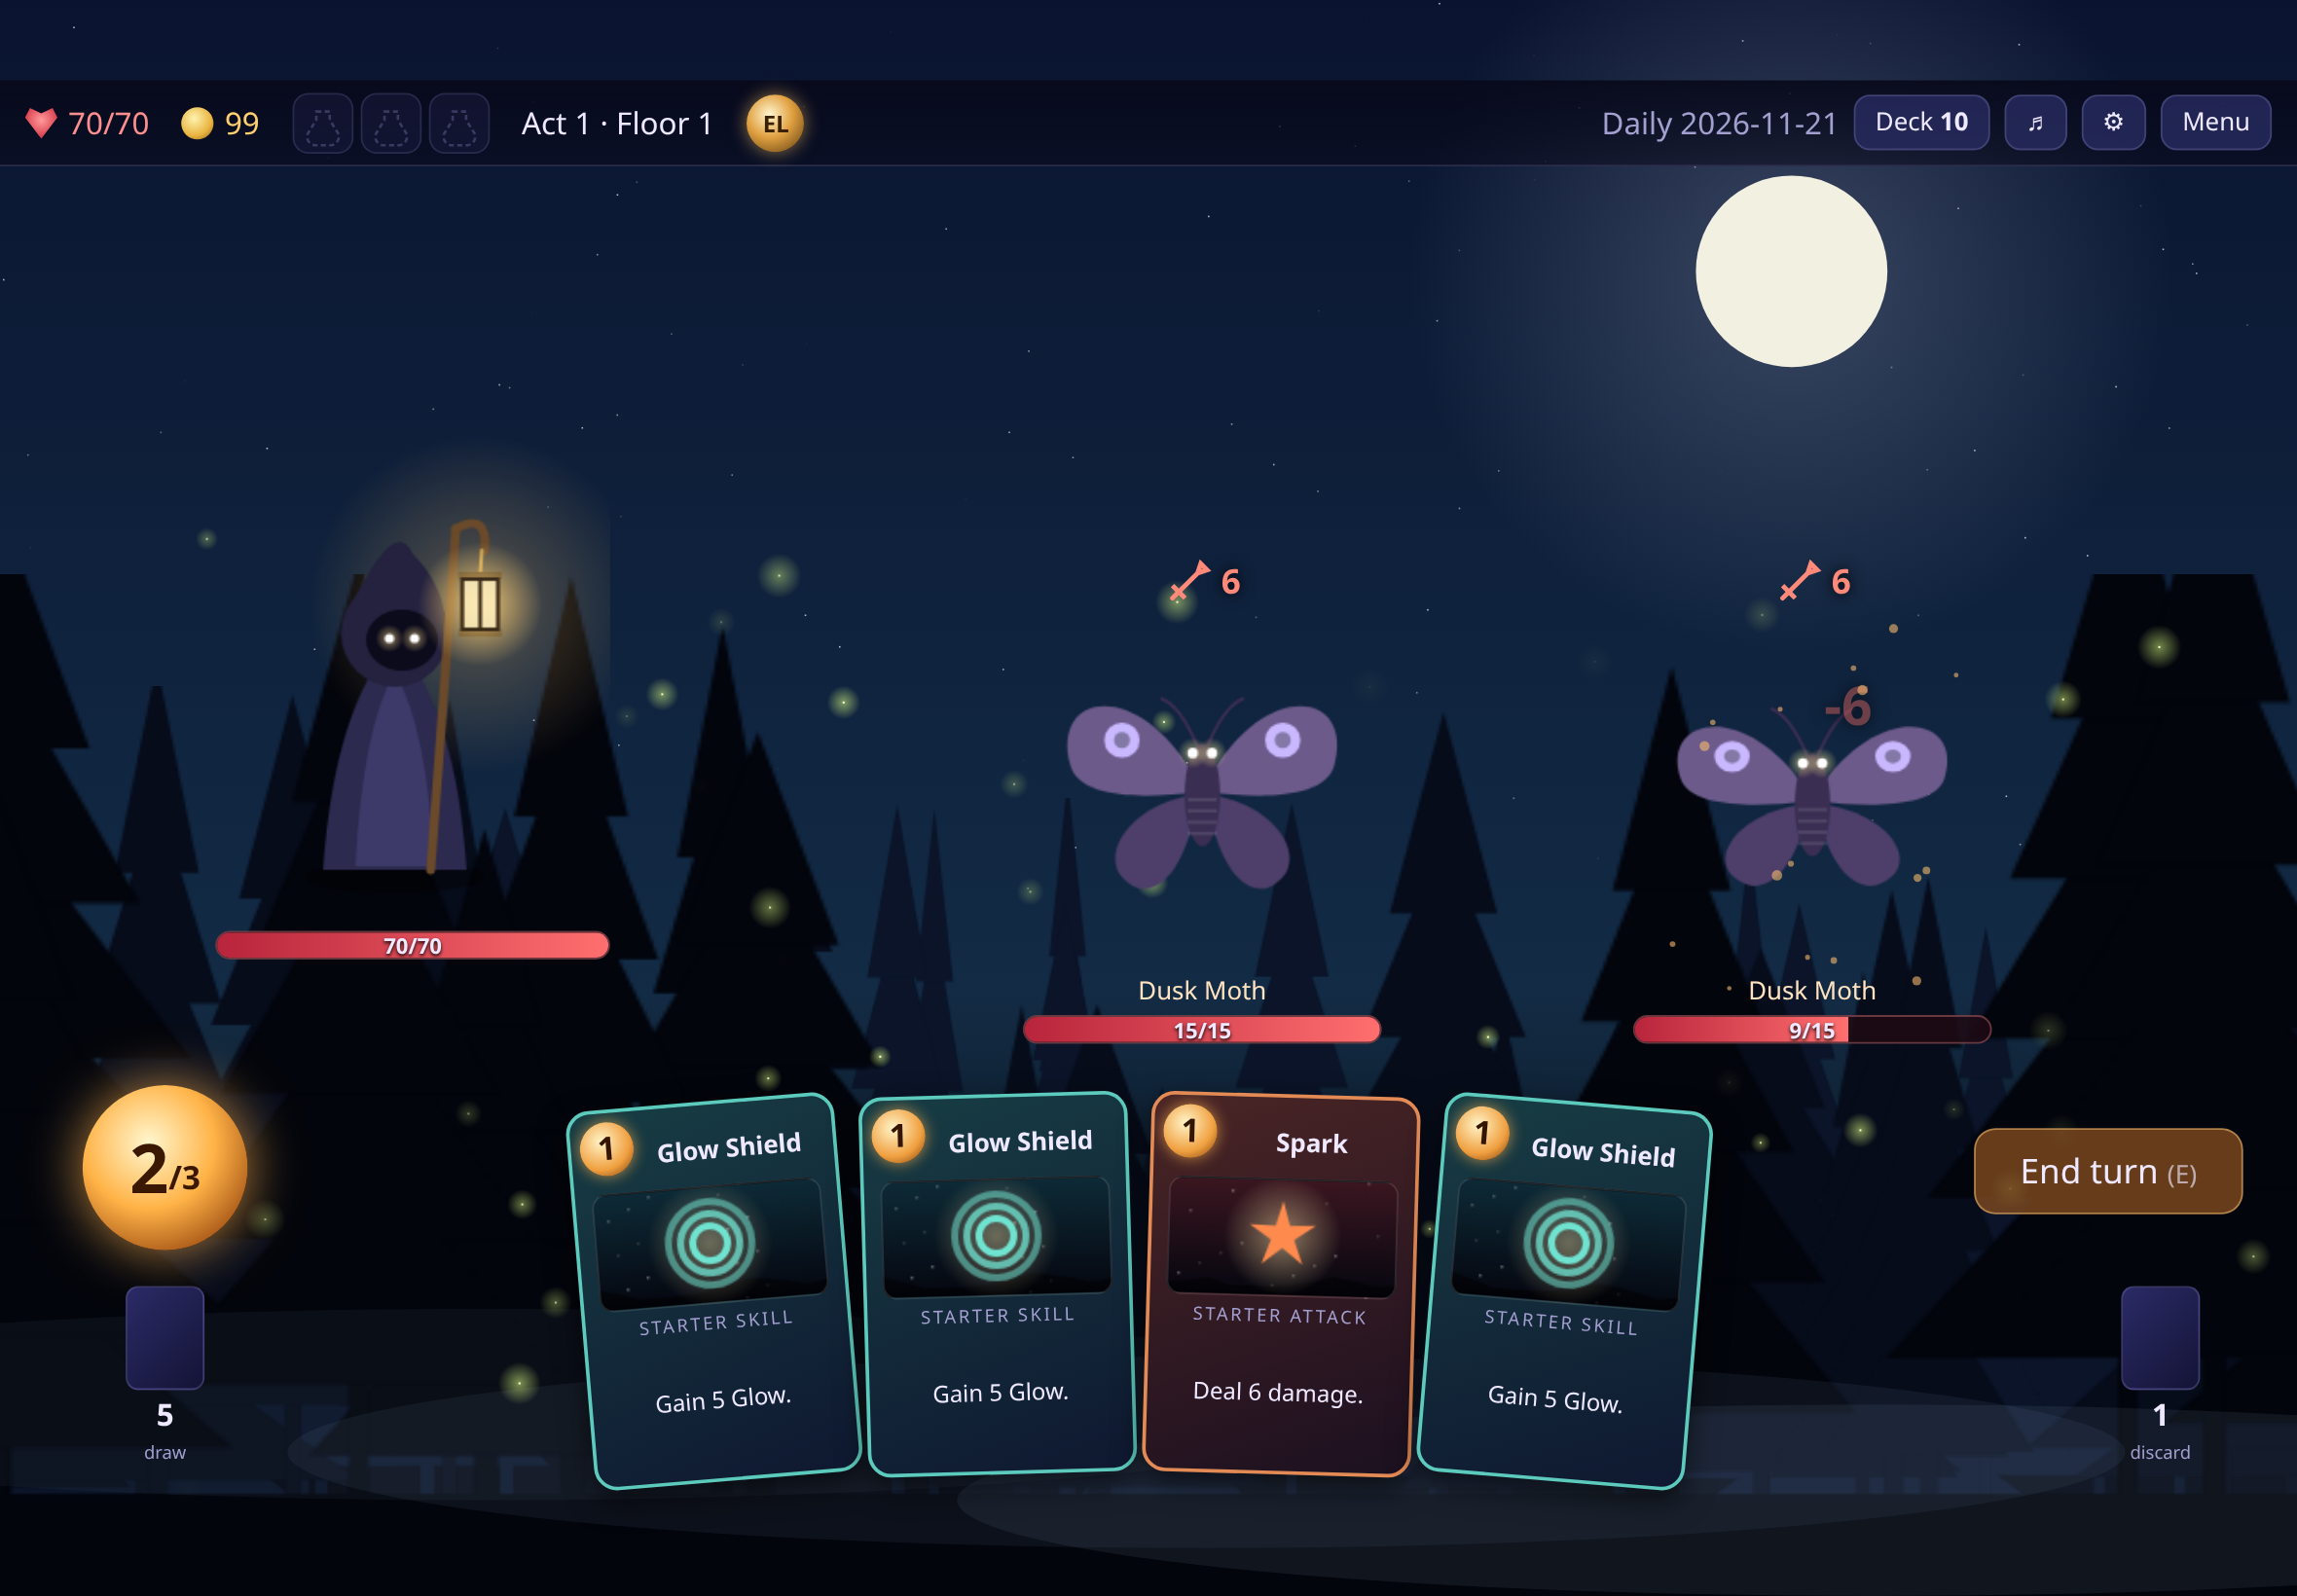 70/70 99 Act 1 · Floor 1 EL Daily 2026-11-21 Deck 10 Menu
6 6
-6
70/70
Dusk Moth Dusk Moth
15/15 9/15
2/3
1 Glow Shield
STARTER SKILL
Gain 5 Glow.
1 Glow Shield
STARTER SKILL
Gain 5 Glow.
1 Spark
STARTER ATTACK
Deal 6 damage.
1 Glow Shield
STARTER SKILL
Gain 5 Glow.
End turn (E)
5
draw
1
discard